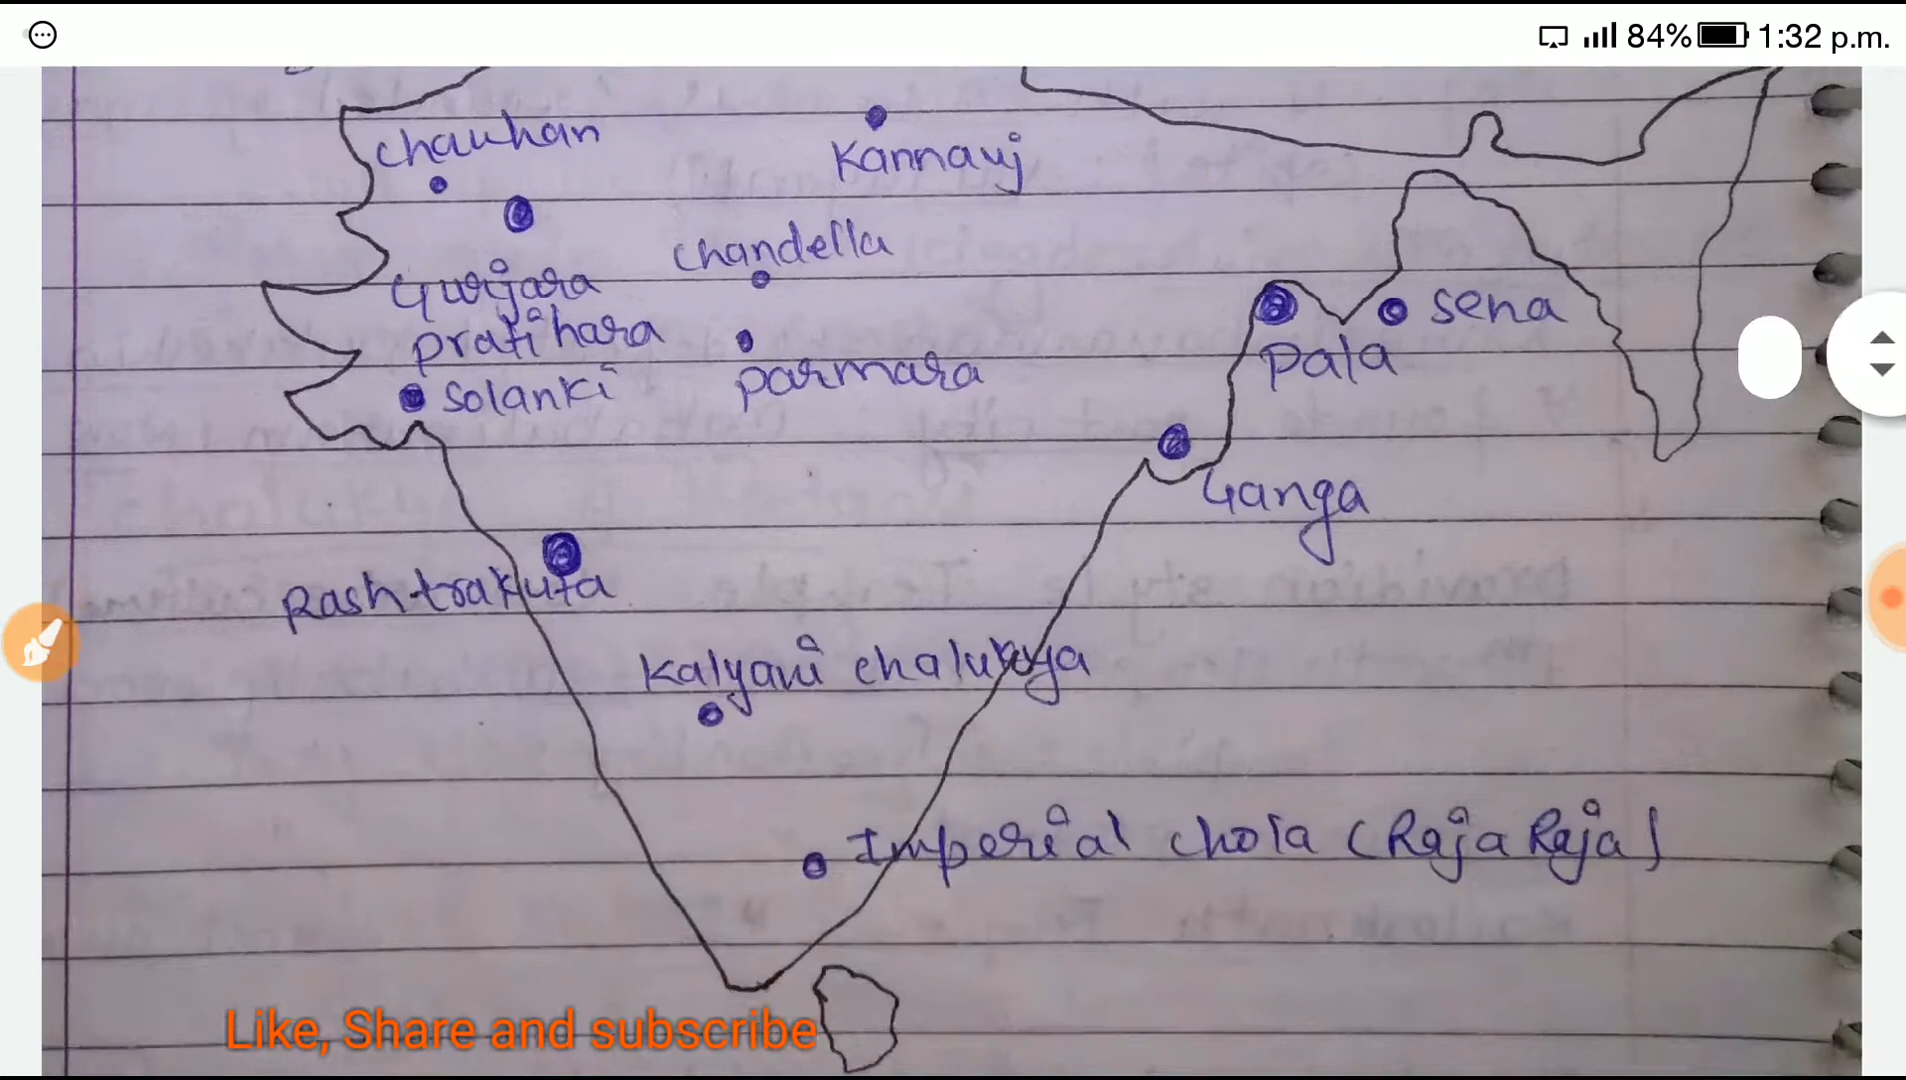 84% 1:32 p.m.
chauhan
Kannauj
chandella
Gurjara
pratihara
sena
solanki
parmara
Pala
Ganga
Rashtrakuta
Kalyani chalukya
Imperial chola (Raja Raja)
Like, Share and subscribe